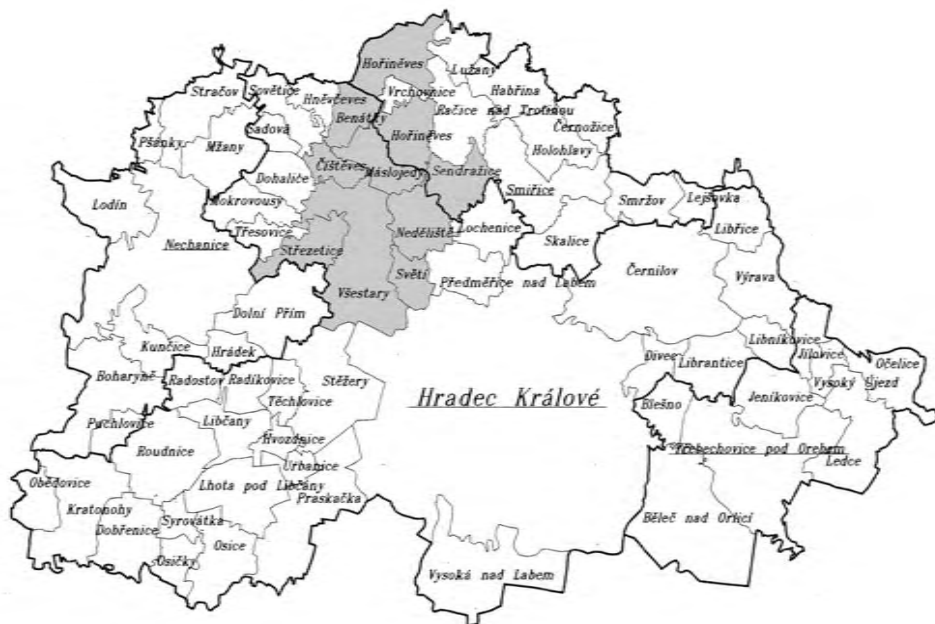 Hořiněves
Lužany
Stračov
Sovětice
Hněvčeves
Vrchovnice
Habřina
Benátky
Račice nad Trotinou
Sadová
Hořiněves
Černožice
Pšánky
Mžany
Holohlavy
Čištěves
Máslojedy
Sendražice
Dohalice
Smiřice
Lodín
Mokrovousy
Smržov
Lejšovka
Třesovice
Neděliště
Lochenice
Libřice
Nechanice
Střezetice
Skalice
Světí
Předměřice nad Labem
Černilov
Výrava
Všestary
Dolní Přím
Kunčice
Hrádek
Libníkovice
Divec
Librantice
Jílovice
Očelice
Boharyně
Radostov
Radíkovice
Stěžery
Vysoký Újezd
Těchlovice
Hradec Králové
Blešno
Jeníkovice
Puchlovice
Libčany
Hvozdnice
Roudnice
Třebechovice pod Orebem
Urbanice
Ledce
Obědovice
Lhota pod Libčany
Praskačka
Kratonohy
Syrovátka
Běleč nad Orlicí
Dobřenice
Osice
Osičky
Vysoká nad Labem